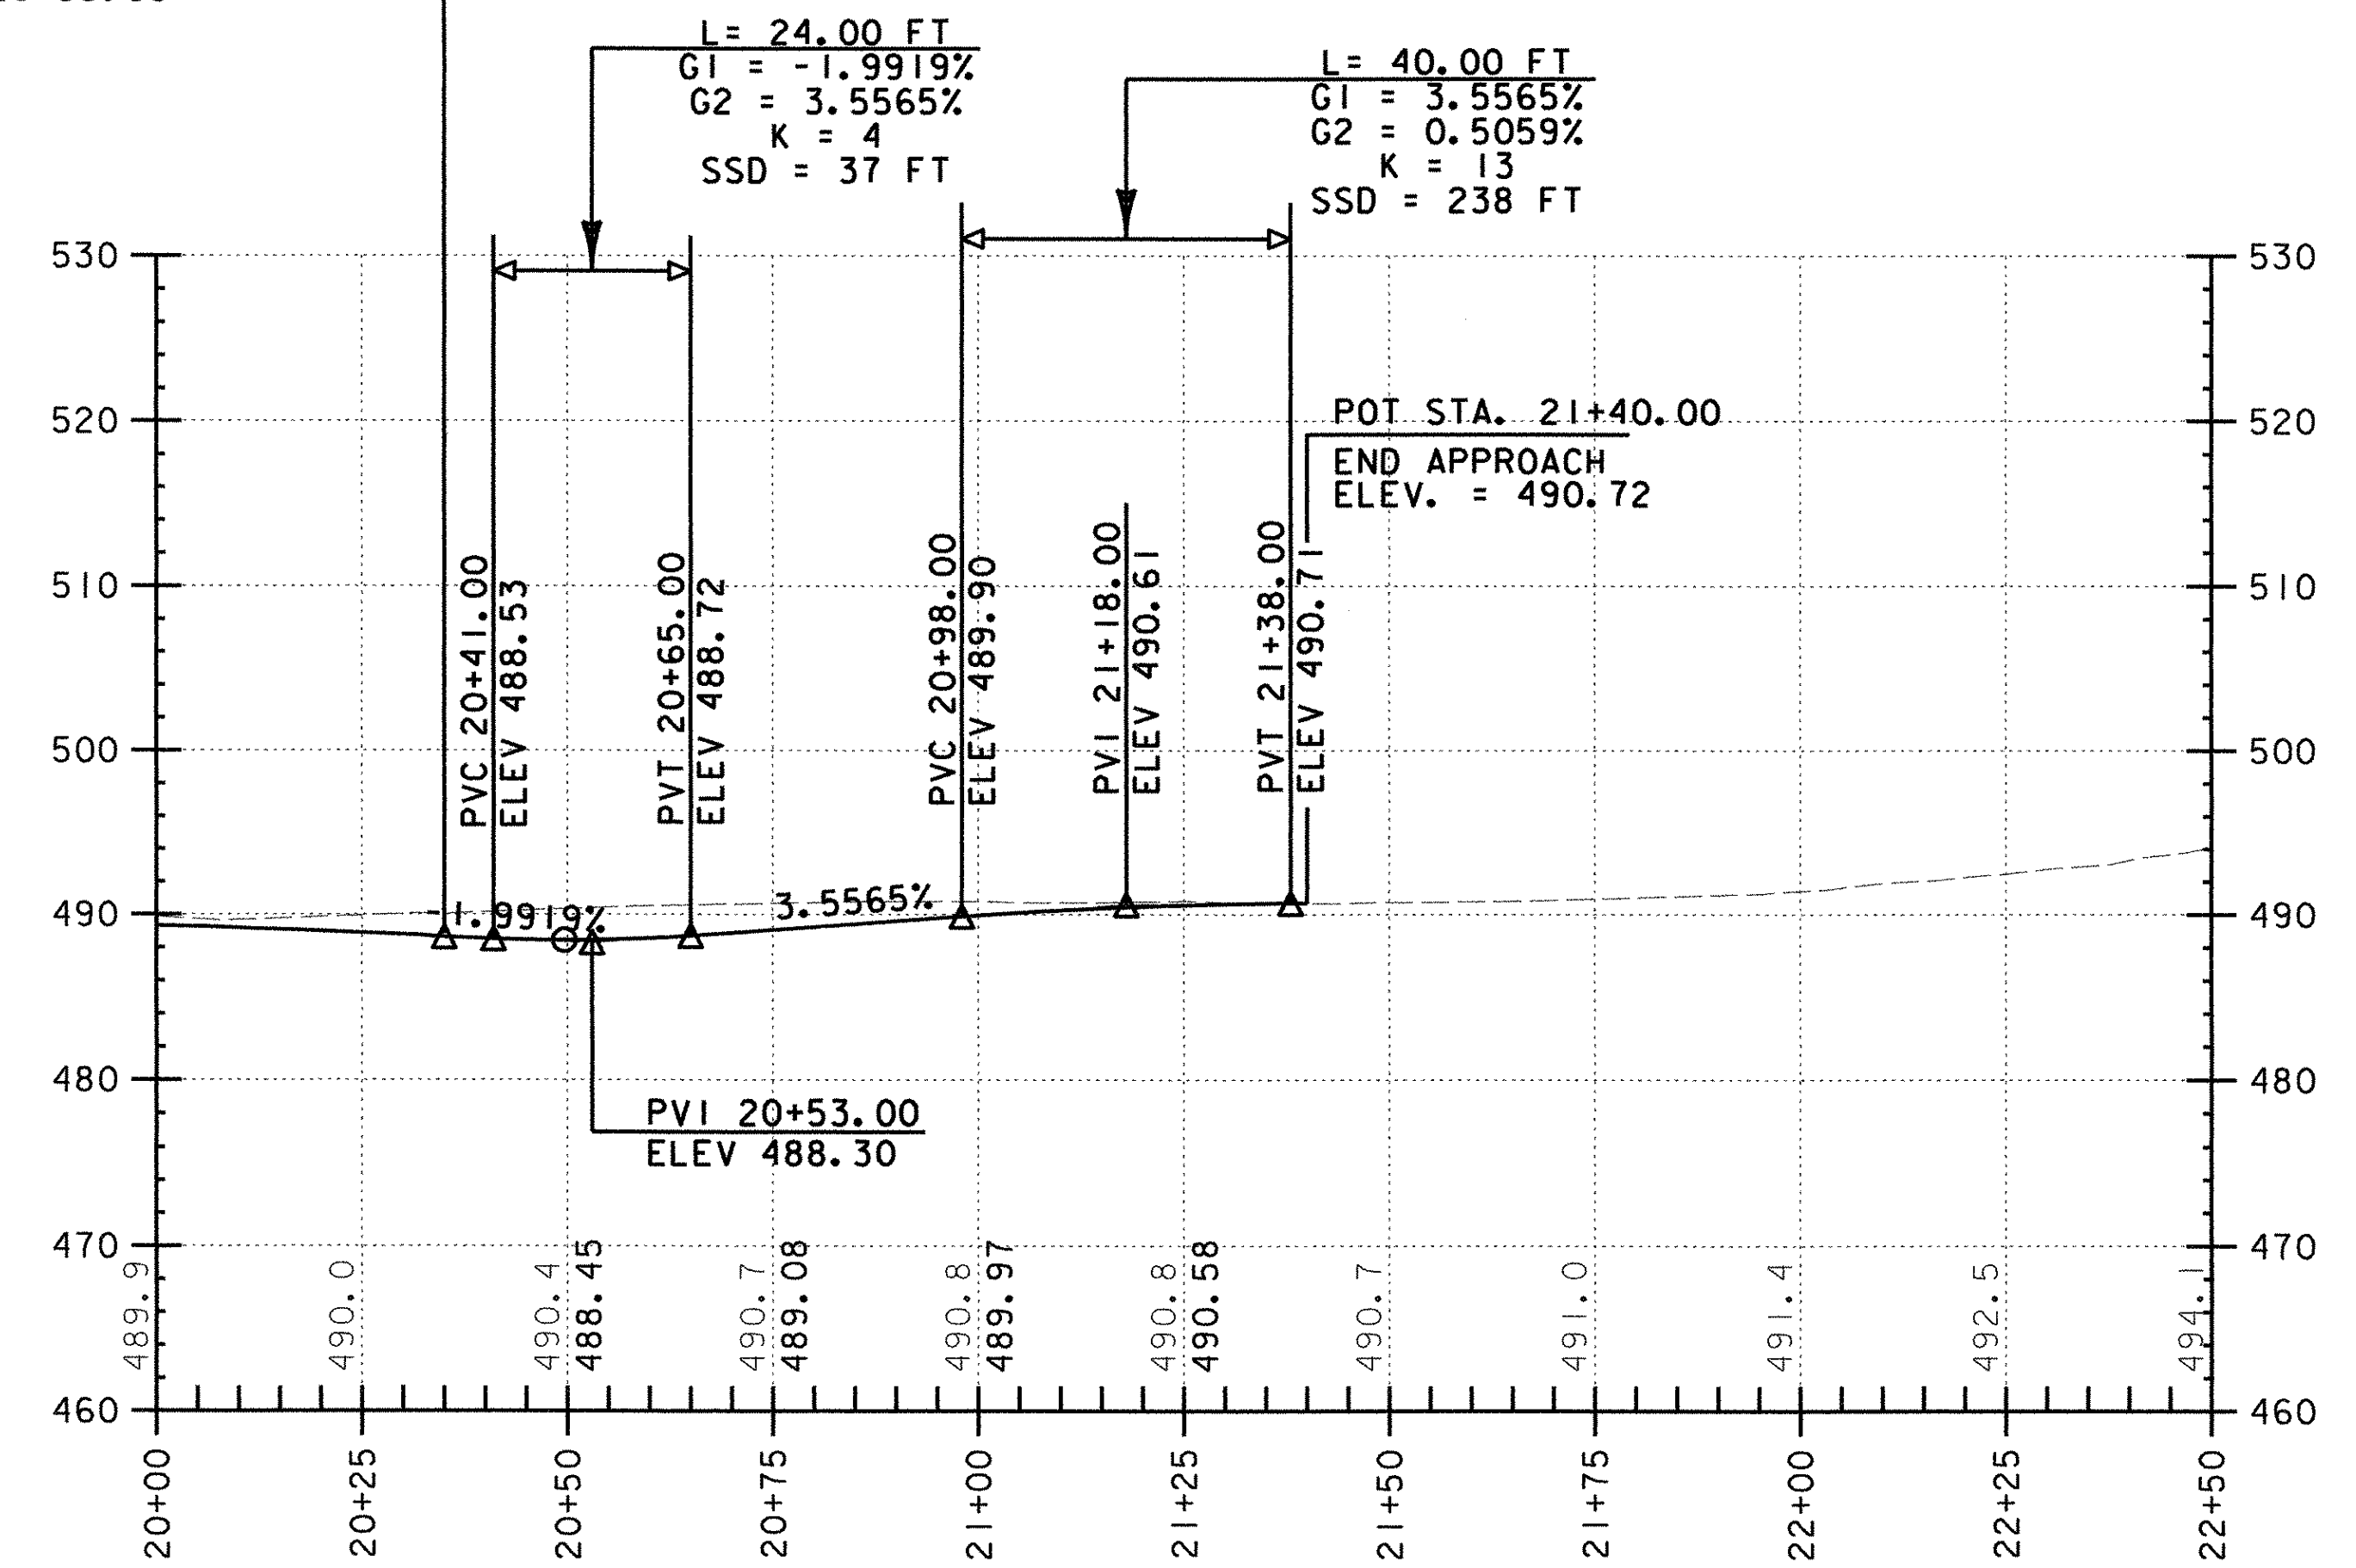 L= 24.00 FT
G1 = -1.9919%
G2 = 3.5565%
K = 4
SSD = 37 FT
L= 40.00 FT
G1 = 3.5565%
G2 = 0.5059%
K = 13
SSD = 238 FT
530
530
520
520
POT STA. 21+40.00
END APPROACH
ELEV. = 490.72
510
510
PVC 20+41.00
ELEV 488.53
PVT 20+65.00
ELEV 488.72
PVC 20+98.00
ELEV 489.90
PVI 21+18.00
ELEV 490.61
PVT 21+38.00
ELEV 490.71
500
500
490
490
-1.9919%
3.5565%
480
480
PVI 20+53.00
ELEV 488.30
470
470
489.9
490.0
490.4
488.45
490.7
489.08
490.8
489.97
490.8
490.58
490.7
491.0
491.4
492.5
494.1
460
460
20+00
20+25
20+50
20+75
21+00
21+25
21+50
21+75
22+00
22+25
22+50